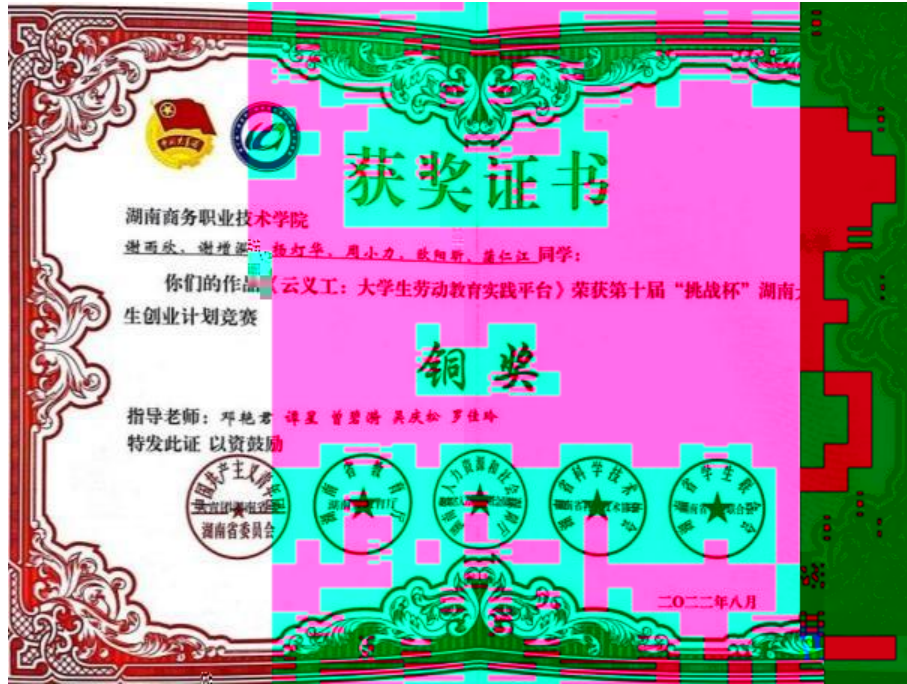 获奖证书
湖南商务职业技术学院
谢雨欣、谢增 、杨灯华、周小力、欧阳昕、蒲仁江 同学：
你们的作品《云义工：大学生劳动教育实践平台》荣获第十届“挑战杯”湖南大
生创业计划竞赛
铜奖
指导老师：邓艳君 谭星 曾碧 吴庆松 罗佳玲
特发此证 以资鼓励
湖南省委员会
二〇二二年八月